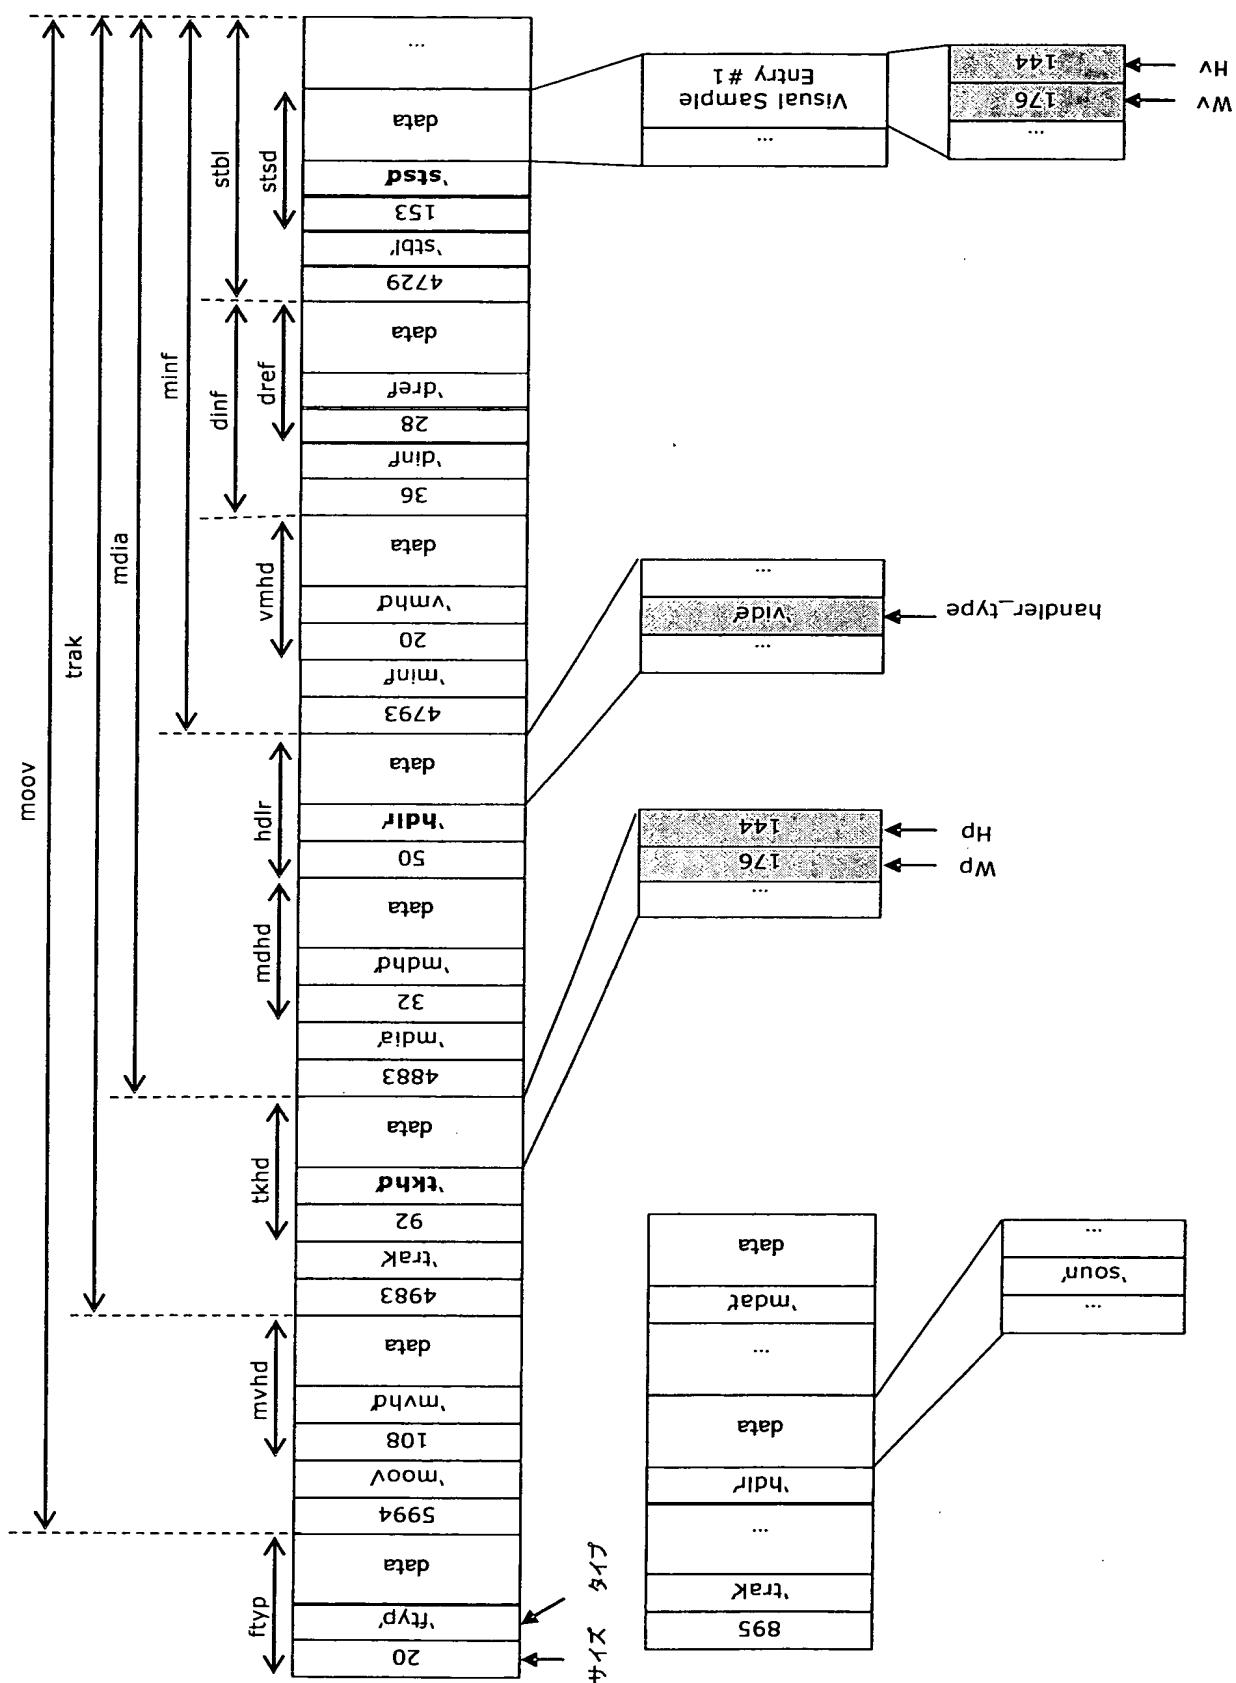 サイズ
タイプ
20
‘ftyp’
data
5994
‘moov’
108
‘mvhd’
data
4983
‘trak’
92
‘tkhd’
data
4883
‘mdia’
32
‘mdhd’
data
50
‘hdlr’
data
4793
‘minf’
20
‘vmhd’
data
36
‘dinf’
28
‘dref’
data
4729
‘stbl’
153
‘stsd’
data
...
ftyp
mvhd
tkhd
mdhd
hdlr
vmhd
dref
dinf
stsd
stbl
minf
mdia
trak
moov
895
‘trak’
...
‘hdlr’
data
...
‘mdat’
data
...
‘soun’
...
...
176
144
Wp
Hp
...
‘vide’
...
handler_type
...
Visual Sample
Entry #1
...
176
144
Wv
Hv